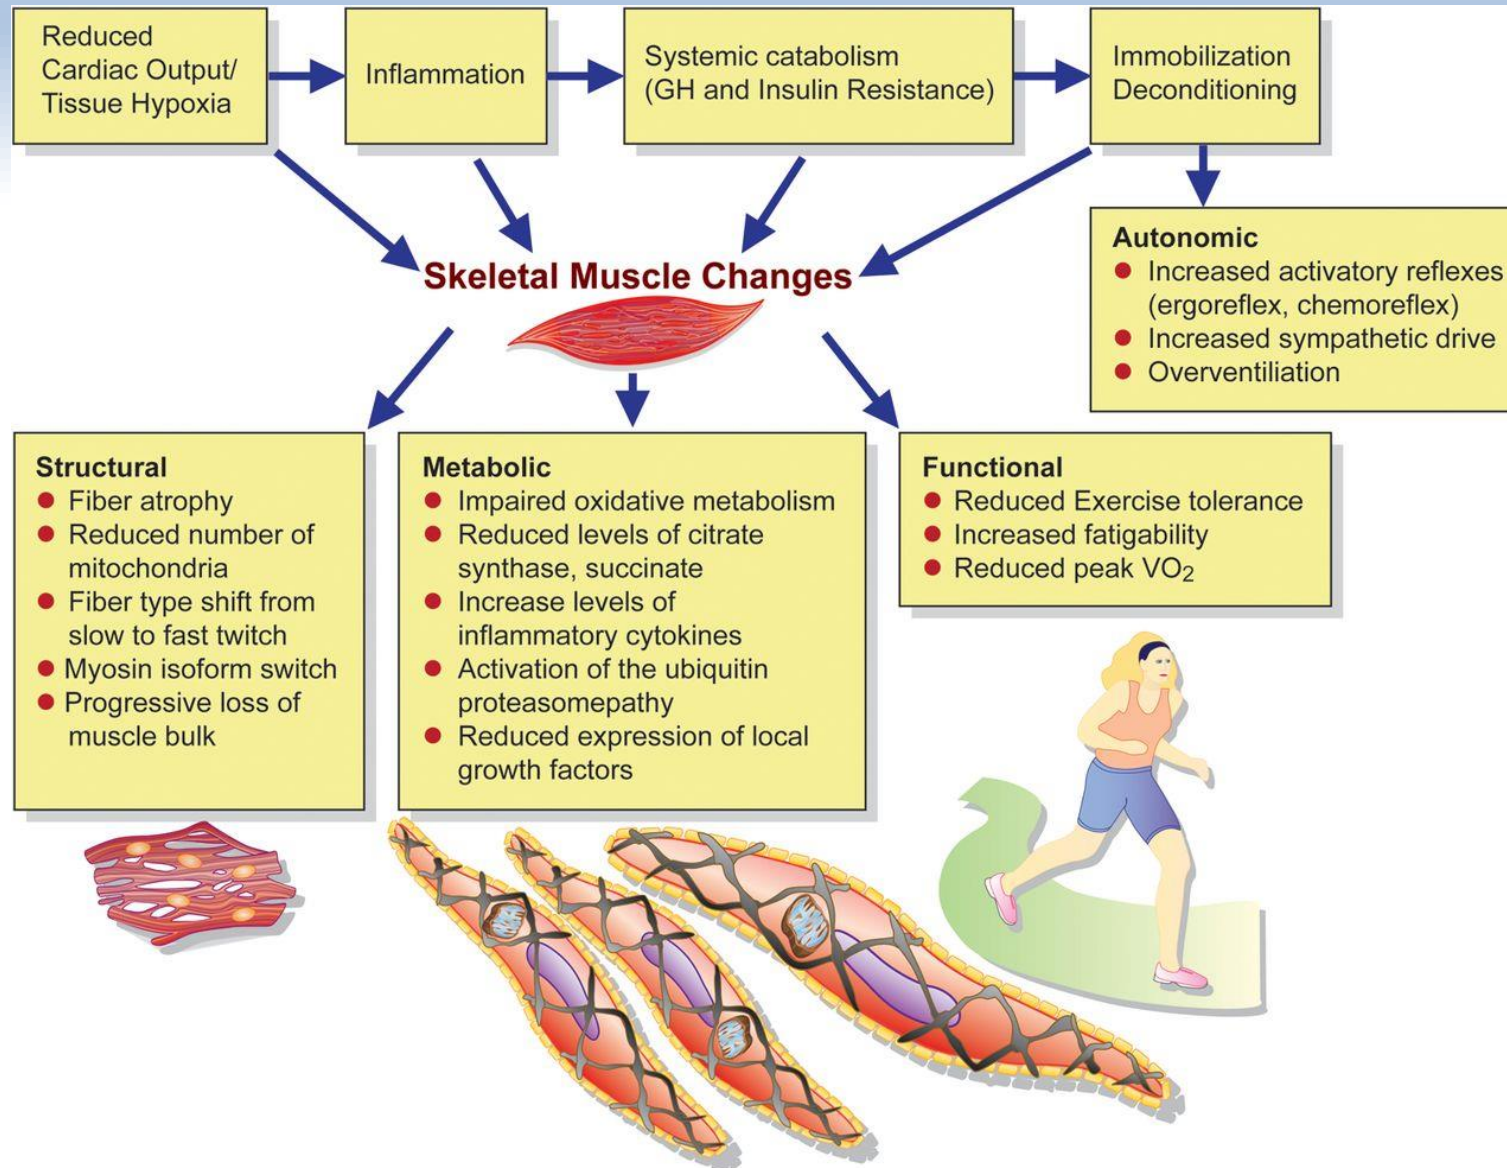 Reduced
Cardiac Output/
Tissue Hypoxia
Inflammation
Systemic catabolism
(GH and Insulin Resistance)
Immobilization
Deconditioning
Skeletal Muscle Changes
Autonomic
Increased activatory reflexes
(ergoreflex, chemoreflex)
Increased sympathetic drive
Overventiliation
Structural
Fiber atrophy
Reduced number of
mitochondria
Fiber type shift from
slow to fast twitch
Myosin isoform switch
Progressive loss of
muscle bulk
Metabolic
Impaired oxidative metabolism
Reduced levels of citrate
synthase, succinate
Increase levels of
inflammatory cytokines
Activation of the ubiquitin
proteasomepathy
Reduced expression of local
growth factors
Functional
Reduced Exercise tolerance
Increased fatigability
Reduced peak VO₂